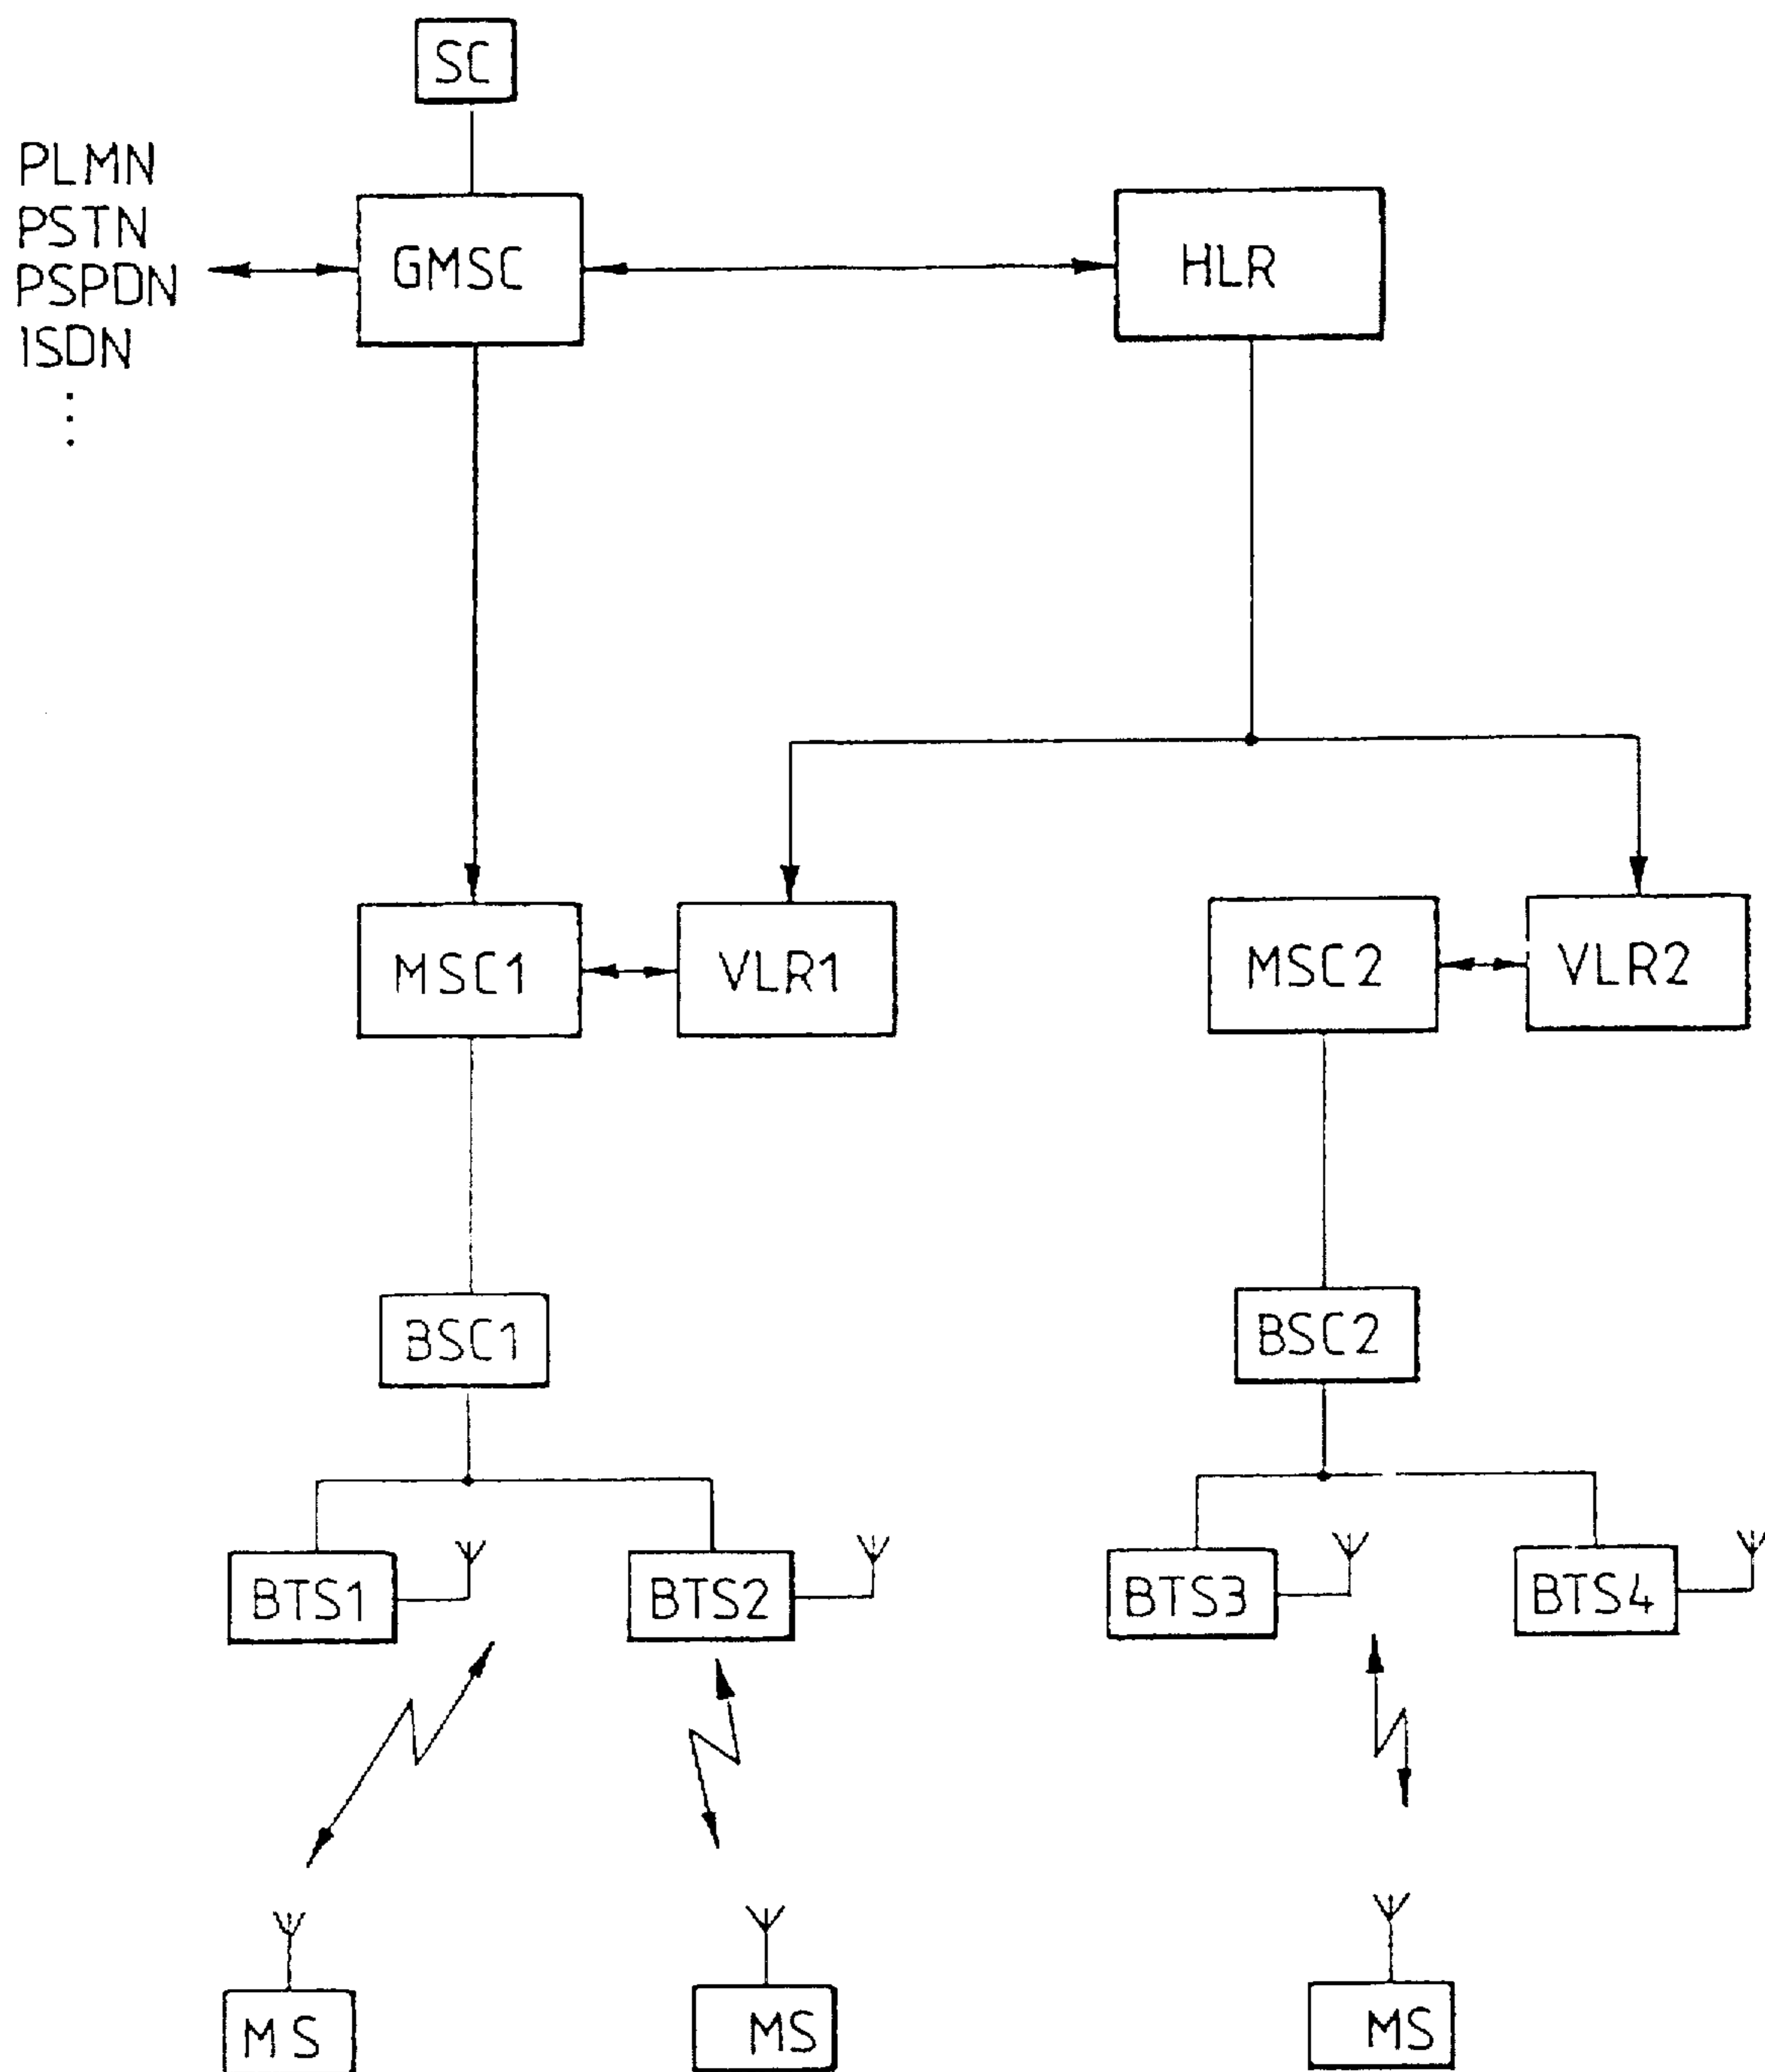 SC
PLMN
PSTN
PSPDN
ISDN
⋮
GMSC
HLR
MSC1
VLR1
MSC2
VLR2
BSC1
BSC2
BTS1
BTS2
BTS3
BTS4
MS
MS
MS